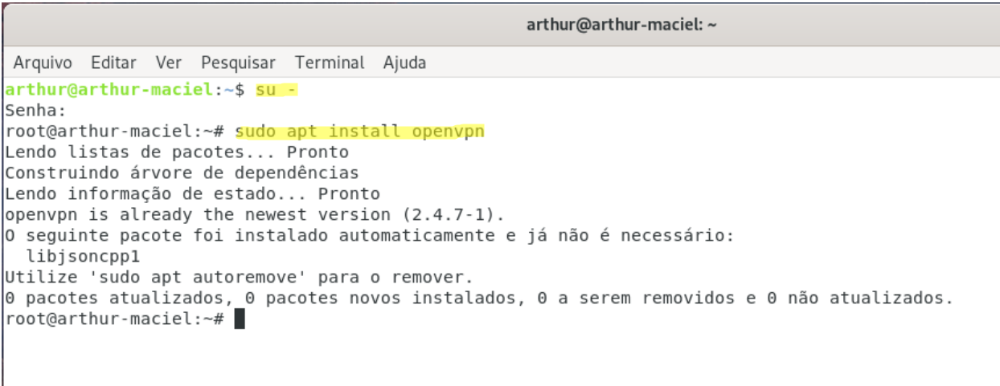 arthur@arthur-maciel: ~
Arquivo Editar Ver Pesquisar Terminal Ajuda
arthur@arthur-maciel:~$ su -
Senha:
root@arthur-maciel:~# sudo apt install openvpn
Lendo listas de pacotes... Pronto
Construindo árvore de dependências
Lendo informação de estado... Pronto
openvpn is already the newest version (2.4.7-1).
O seguinte pacote foi instalado automaticamente e já não é necessário:
  libjsoncpp1
Utilize 'sudo apt autoremove' para o remover.
0 pacotes atualizados, 0 pacotes novos instalados, 0 a serem removidos e 0 não atualizados.
root@arthur-maciel:~#